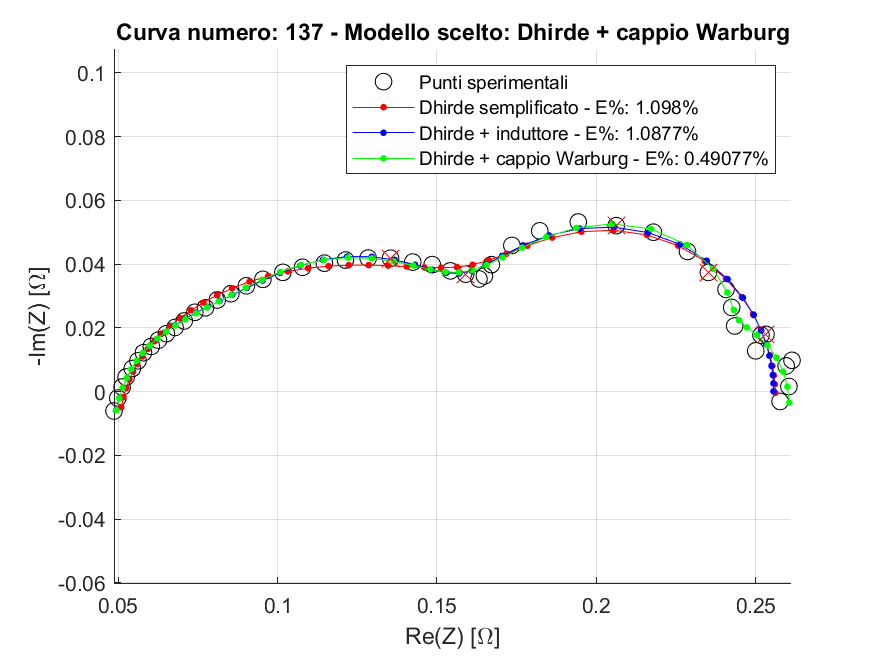 Curva numero: 137 - Modello scelto: Dhirde + cappio Warburg
Punti sperimentali
Dhirde semplificato - E%: 1.098%
Dhirde + induttore - E%: 1.0877%
Dhirde + cappio Warburg - E%: 0.49077%
0.1
0.08
0.06
0.04
0.02
0
-0.02
-0.04
-0.06
-Im(Z) [Ω]
0.05 0.1 0.15 0.2 0.25
Re(Z) [Ω]